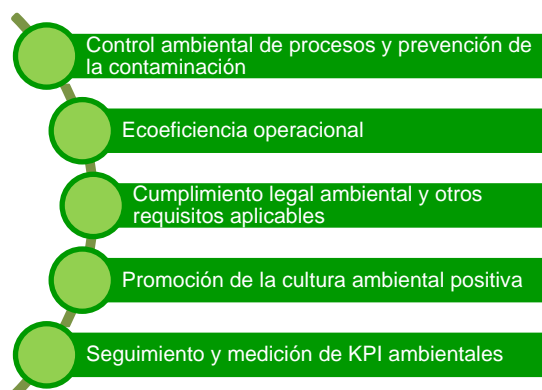 Control ambiental de procesos y prevención de
la contaminación
Ecoeficiencia operacional
Cumplimiento legal ambiental y otros
requisitos aplicables
Promoción de la cultura ambiental positiva
Seguimiento y medición de KPI ambientales